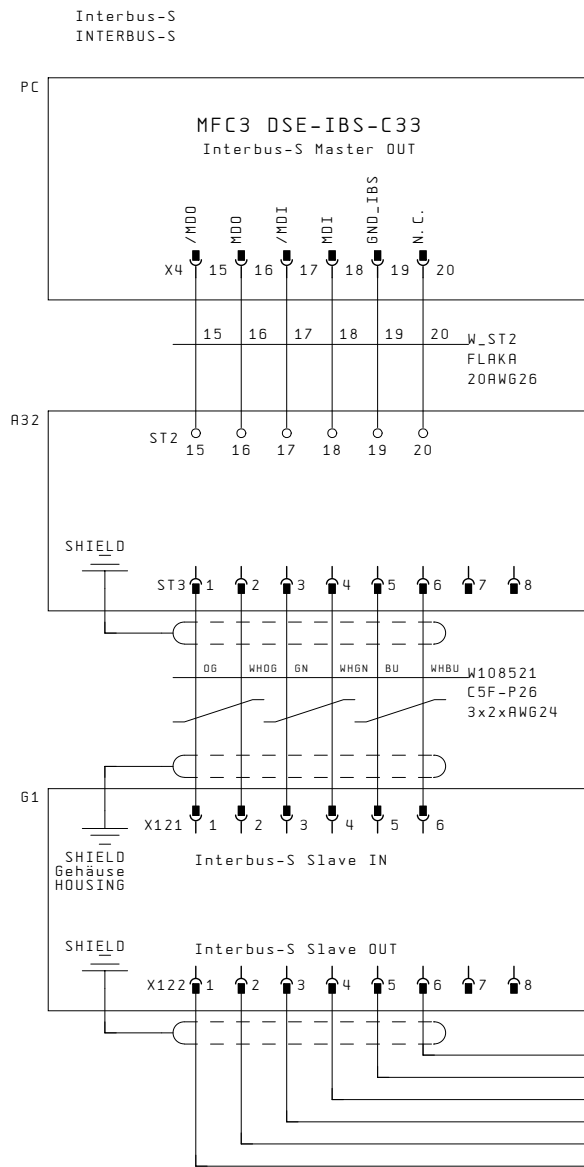 Interbus-S
INTERBUS-S
PC
MFC3 DSE-IBS-C33
Interbus-S Master OUT
/MDO MDO /MDI MDI GND_IBS N.C.
X4 15 16 17 18 19 20
15 16 17 18 19 20 W_ST2
FLAKA
20AWG26
A32
ST2 15 16 17 18 19 20
SHIELD
ST3 1 2 3 4 5 6 7 8
OG WHOG GN WHGN BU WHBU W108521
C5F-P26
3x2xAWG24
G1
X121 1 2 3 4 5 6
SHIELD
Gehäuse
HOUSING
Interbus-S Slave IN
SHIELD
Interbus-S Slave OUT
X122 1 2 3 4 5 6 7 8